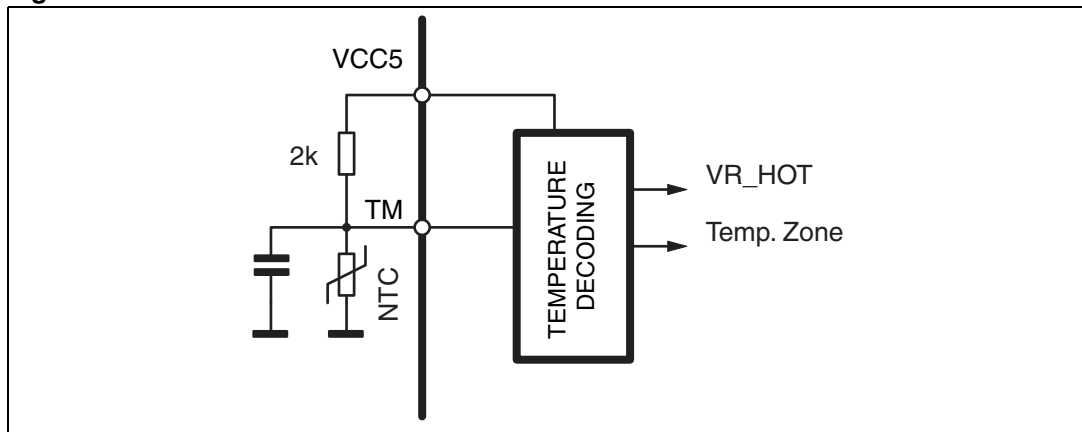 VCC5
2k
TM
NTC
TEMPERATURE
DECODING
VR_HOT
Temp. Zone